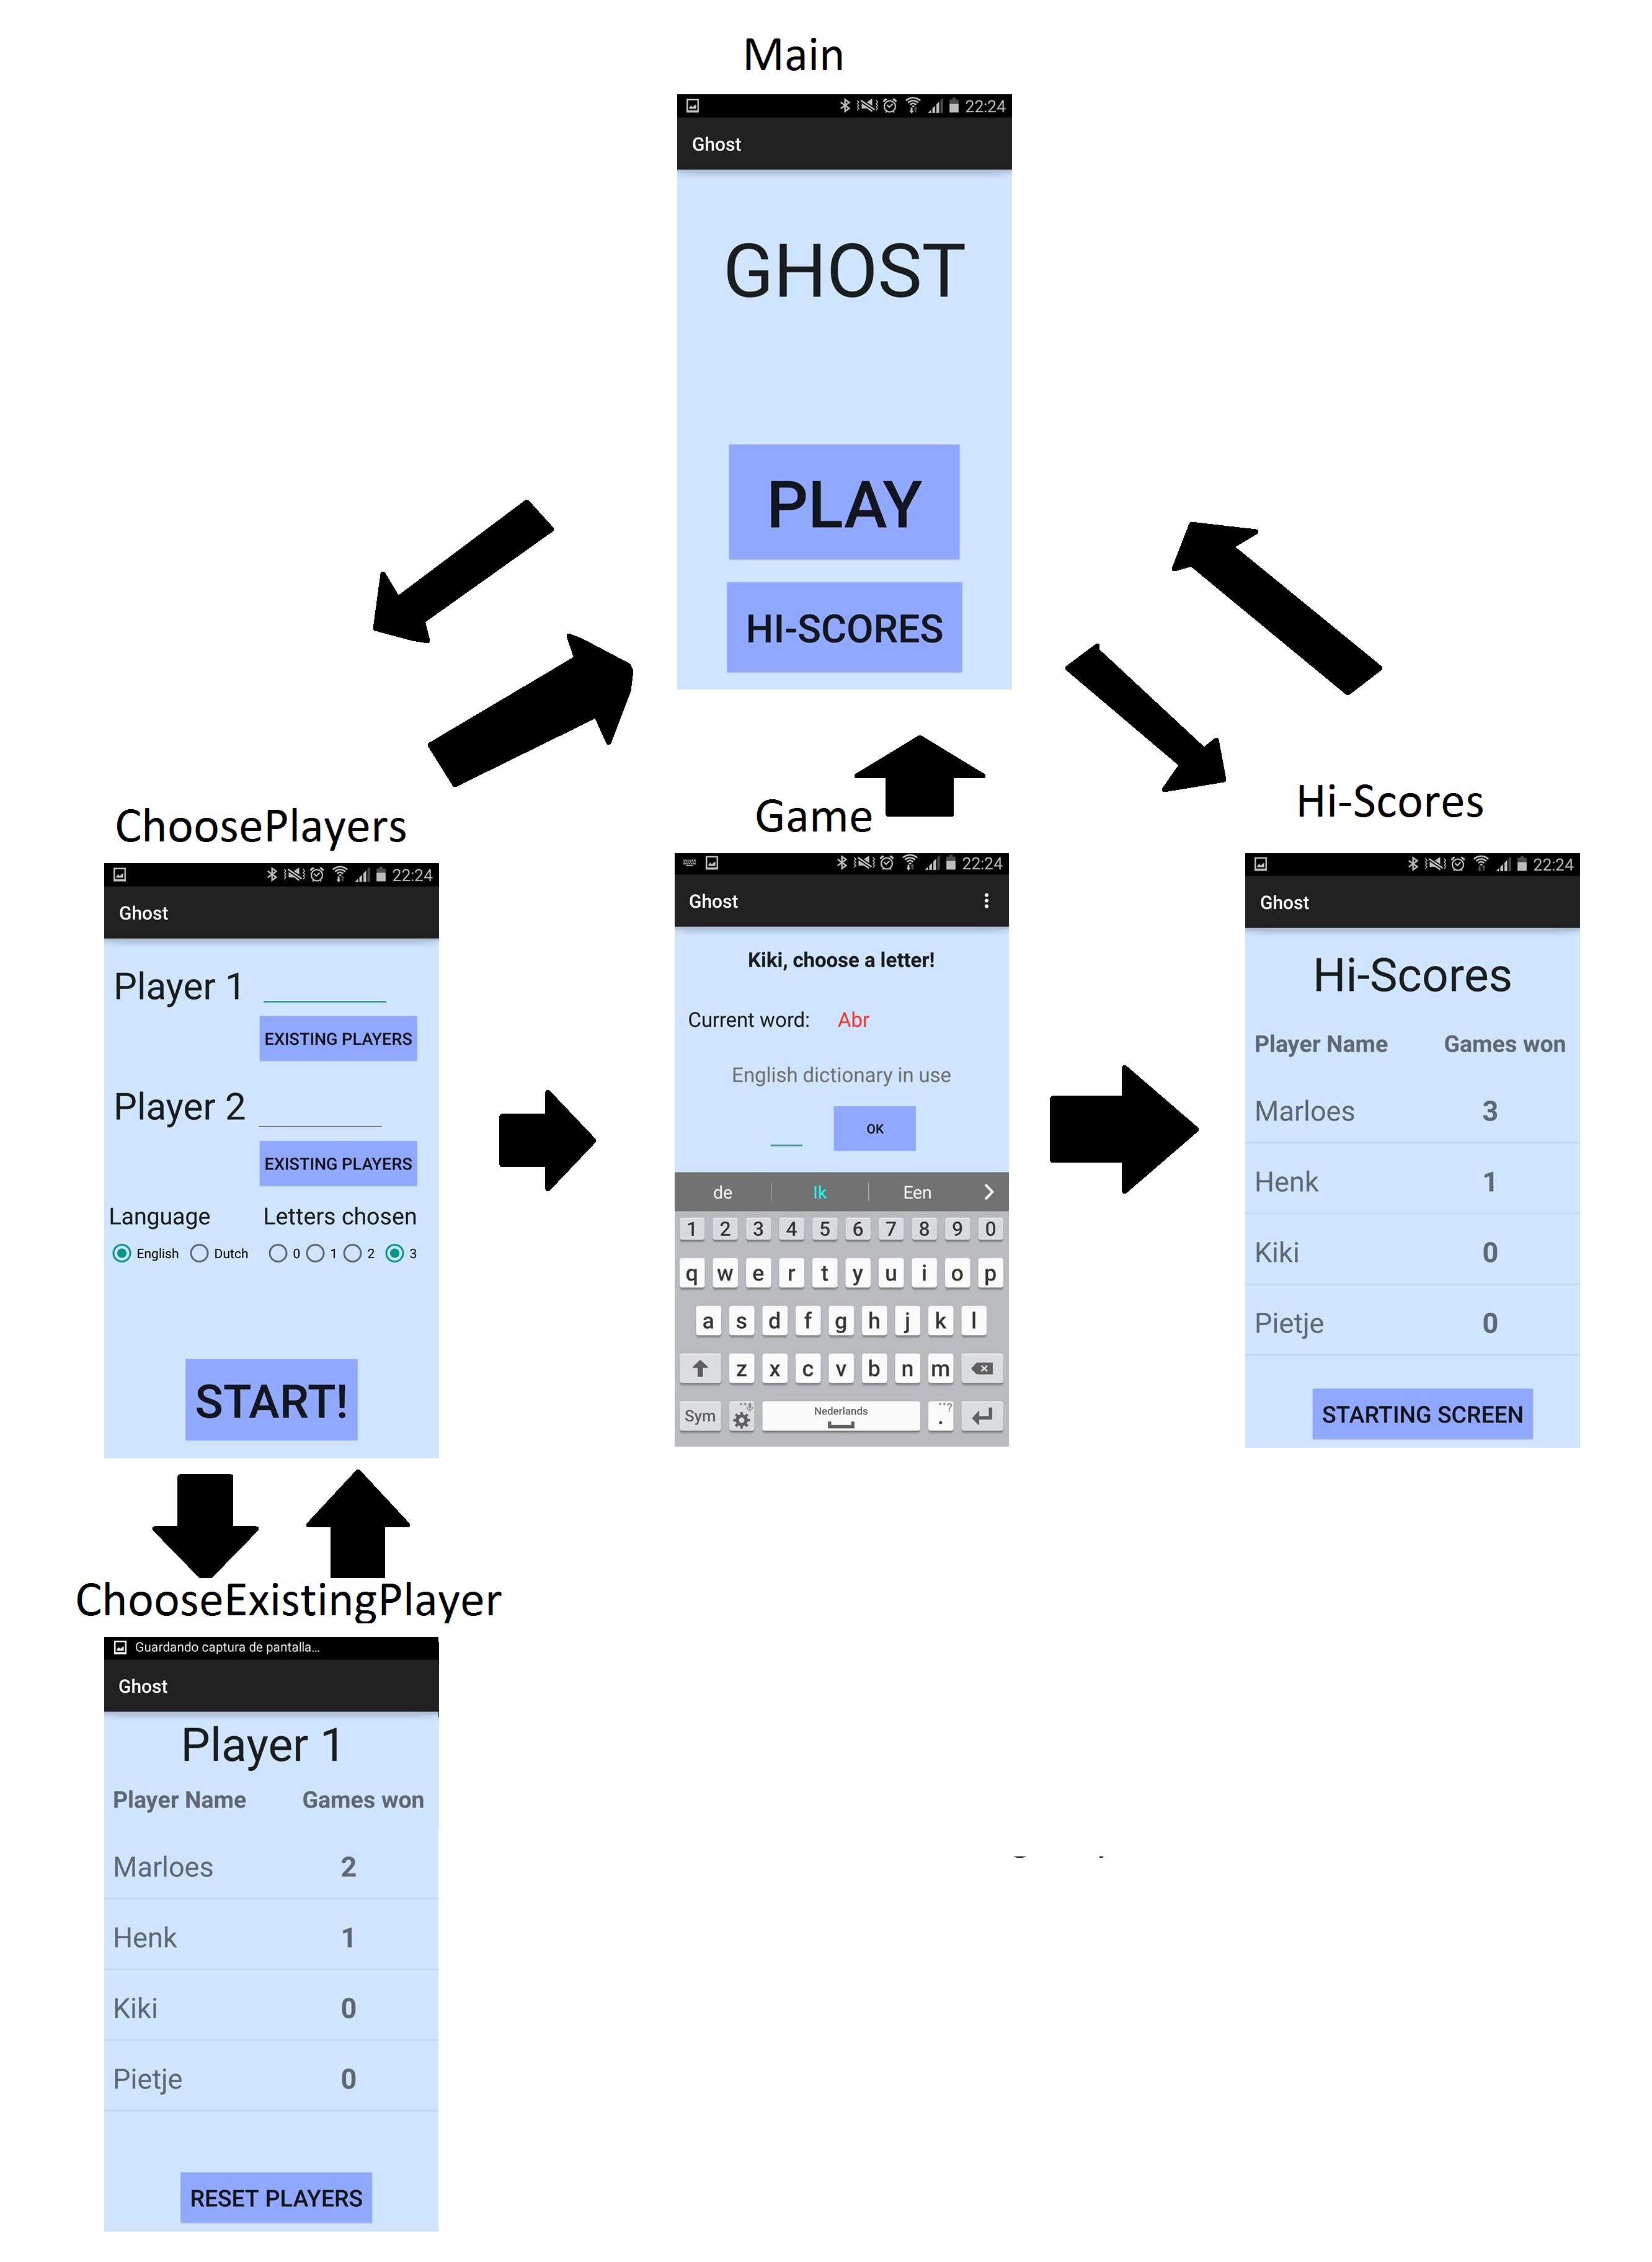 Main
22:24
Ghost
GHOST
PLAY
HI-SCORES
ChoosePlayers
22:24
Ghost
Player 1
EXISTING PLAYERS
Player 2
EXISTING PLAYERS
Language Letters chosen
English Dutch 0 1 2 3
START!
Game
22:24
Ghost
Kiki, choose a letter!
Current word: Abr
English dictionary in use
OK
de Ik Een
1 2 3 4 5 6 7 8 9 0
q w e r t y u i o p
a s d f g h j k l
z x c v b n m
Sym Nederlands . ?
Hi-Scores
22:24
Ghost
Hi-Scores
Player Name Games won
Marloes 3
Henk 1
Kiki 0
Pietje 0
STARTING SCREEN
ChooseExistingPlayer
Guardando captura de pantalla...
Ghost
Player 1
Player Name Games won
Marloes 2
Henk 1
Kiki 0
Pietje 0
RESET PLAYERS